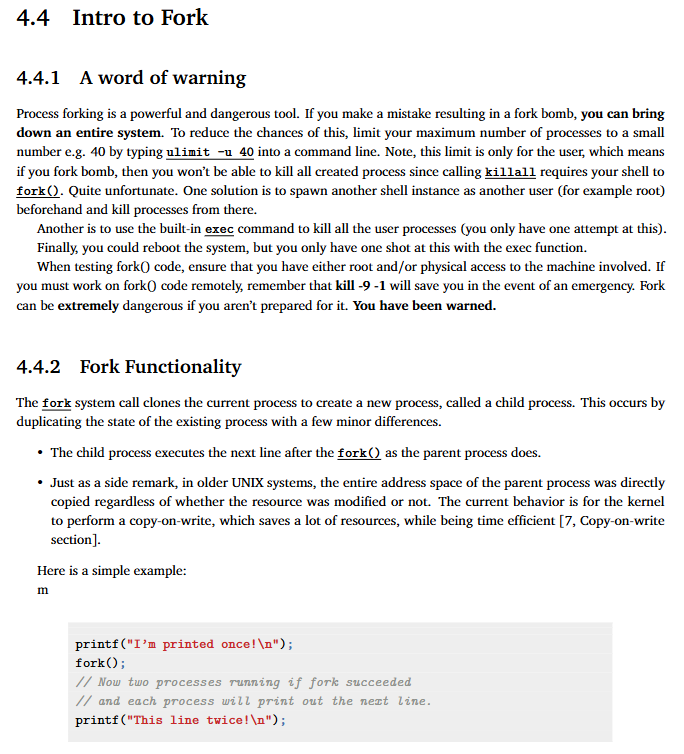 4.4 Intro to Fork
4.4.1 A word of warning
Process forking is a powerful and dangerous tool. If you make a mistake resulting in a fork bomb, you can bring
down an entire system. To reduce the chances of this, limit your maximum number of processes to a small
number e.g. 40 by typing ulimit -u 40 into a command line. Note, this limit is only for the user, which means
if you fork bomb, then you won't be able to kill all created process since calling killall requires your shell to
fork(). Quite unfortunate. One solution is to spawn another shell instance as another user (for example root)
beforehand and kill processes from there.
Another is to use the built-in exec command to kill all the user processes (you only have one attempt at this).
Finally, you could reboot the system, but you only have one shot at this with the exec function.
When testing fork() code, ensure that you have either root and/or physical access to the machine involved. If
you must work on fork() code remotely, remember that kill -9 -1 will save you in the event of an emergency. Fork
can be extremely dangerous if you aren't prepared for it. You have been warned.
4.4.2 Fork Functionality
The fork system call clones the current process to create a new process, called a child process. This occurs by
duplicating the state of the existing process with a few minor differences.
• The child process executes the next line after the fork() as the parent process does.
• Just as a side remark, in older UNIX systems, the entire address space of the parent process was directly
copied regardless of whether the resource was modified or not. The current behavior is for the kernel
to perform a copy-on-write, which saves a lot of resources, while being time efficient [7, Copy-on-write
section].
Here is a simple example:
m
printf("I'm printed once!\n");
fork();
// Now two processes running if fork succeeded
// and each process will print out the next line.
printf("This line twice!\n");